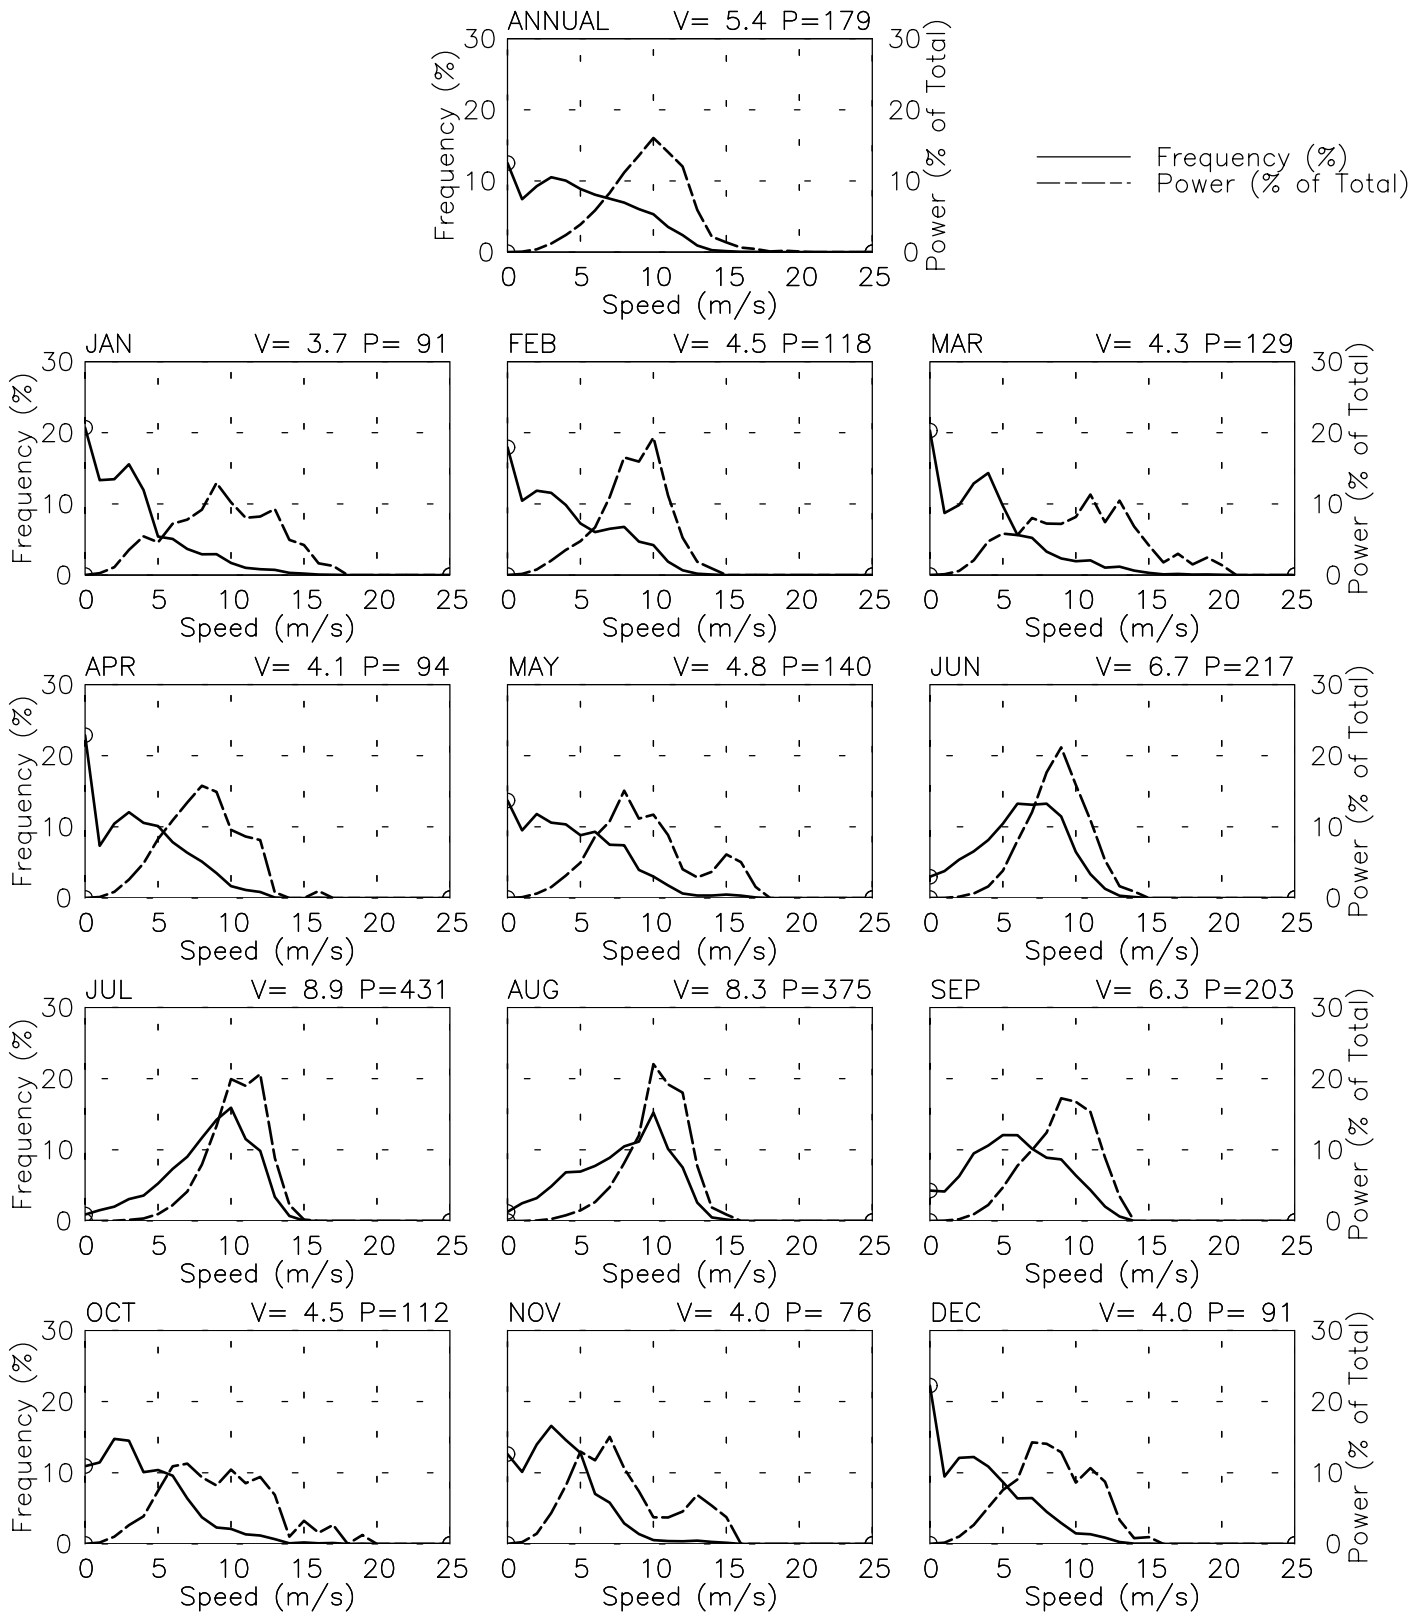 ANNUAL V= 5.4 P=179
30 30
20 20
10 10
0 0
Frequency (%)
Power (% of Total)
0 5 10 15 20 25
Speed (m/s)
Frequency (%)
Power (% of Total)
JAN V= 3.7 P= 91
FEB V= 4.5 P=118
MAR V= 4.3 P=129
30 30
20 20
10 10
0 0
Frequency (%)
Power (% of Total)
0 5 10 15 20 25
0 5 10 15 20 25
0 5 10 15 20 25
Speed (m/s)
Speed (m/s)
Speed (m/s)
APR V= 4.1 P= 94
MAY V= 4.8 P=140
JUN V= 6.7 P=217
30 30
20 20
10 10
0 0
Frequency (%)
Power (% of Total)
0 5 10 15 20 25
0 5 10 15 20 25
0 5 10 15 20 25
Speed (m/s)
Speed (m/s)
Speed (m/s)
JUL V= 8.9 P=431
AUG V= 8.3 P=375
SEP V= 6.3 P=203
30 30
20 20
10 10
0 0
Frequency (%)
Power (% of Total)
0 5 10 15 20 25
0 5 10 15 20 25
0 5 10 15 20 25
Speed (m/s)
Speed (m/s)
Speed (m/s)
OCT V= 4.5 P=112
NOV V= 4.0 P= 76
DEC V= 4.0 P= 91
30 30
20 20
10 10
0 0
Frequency (%)
Power (% of Total)
0 5 10 15 20 25
0 5 10 15 20 25
0 5 10 15 20 25
Speed (m/s)
Speed (m/s)
Speed (m/s)